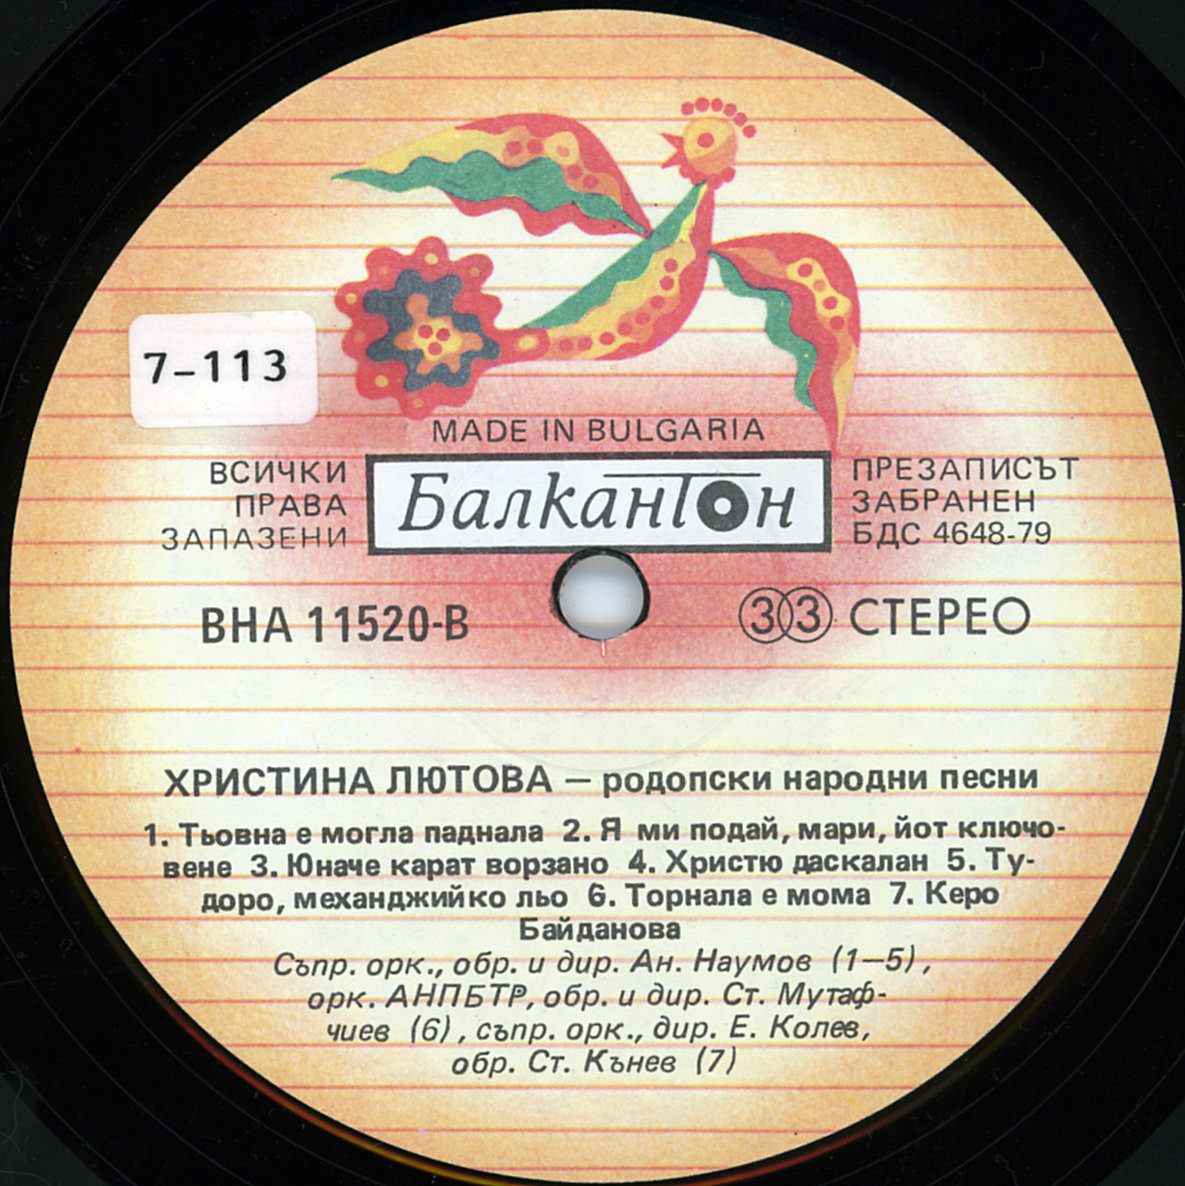 7-113
MADE IN BULGARIA
ВСИЧКИ
ПРАВА
ЗАПАЗЕНИ
Балкантон
ПРЕЗАПИСЪТ
ЗАБРАНЕН
БДС 4648-79
ВНА 11520-В
33 СТЕРЕО
ХРИСТИНА ЛЮТОВА — родопски народни песни
1. Тьовна е могла паднала 2. Я ми подай, мари, йот ключо-
вене 3. Юначе карат ворзано 4. Христю даскалан 5. Ту-
доро, механджийко льо 6. Торнала е мома 7. Керо
Байданова
Съпр. орк., обр. и дир. Ан. Наумов (1—5),
орк. АНПБТР, обр. и дир. Ст. Мутаф-
чиев (6), съпр. орк., дир. Е. Колев,
обр. Ст. Кънев (7)